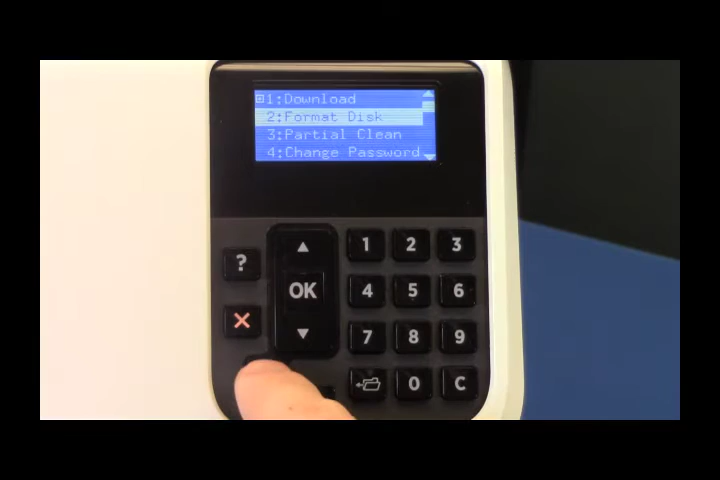 1:Download
2:Format Disk
3:Partial Clean
4:Change Password
? 1 2 3
OK 4 5 6
X 7 8 9
0 C